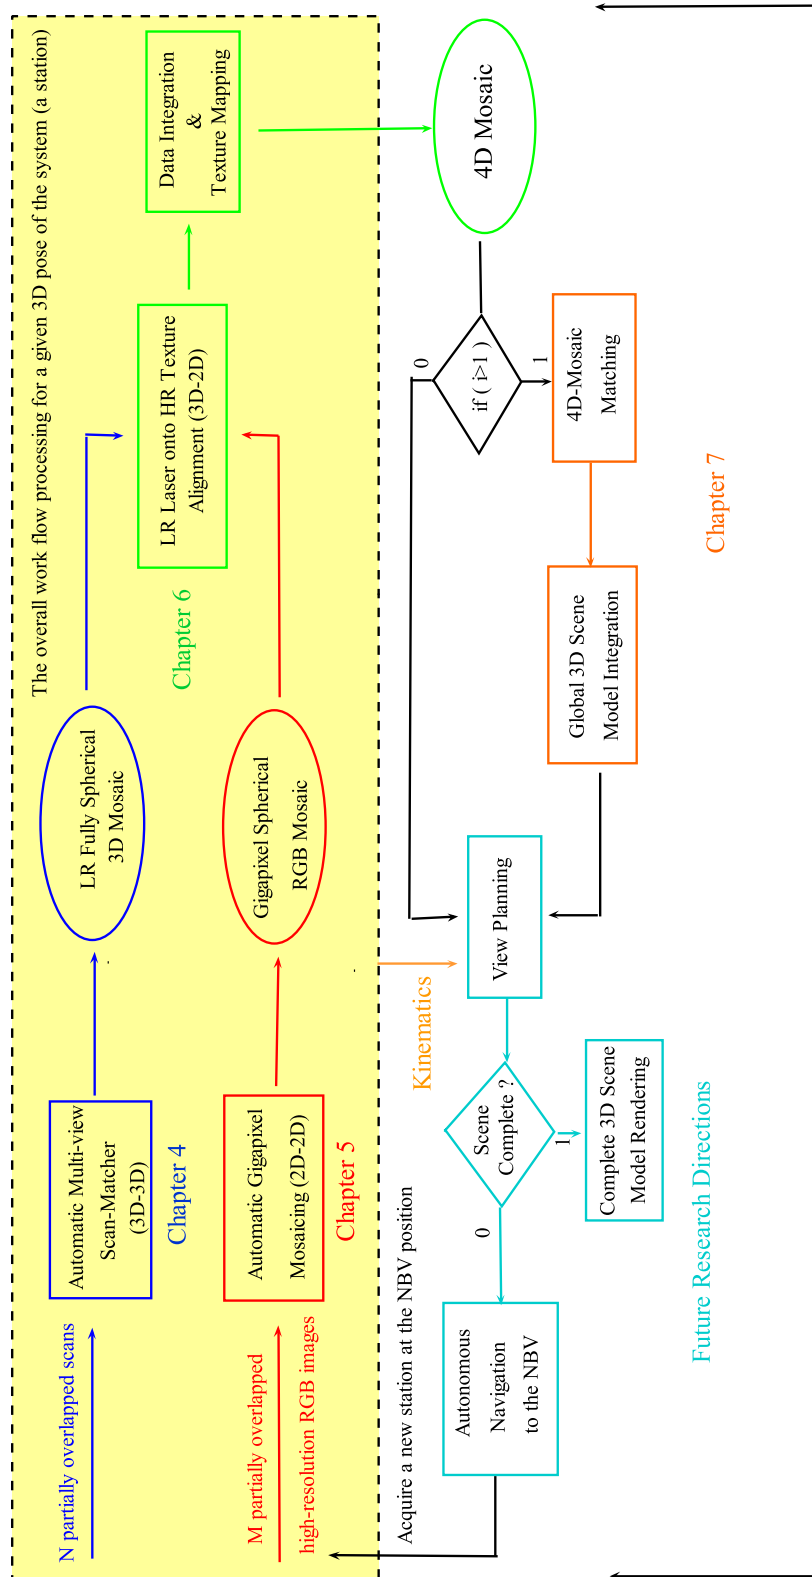 The overall work flow processing for a given 3D pose of the system (a station)
N partially overlapped scans
Automatic Multi-view
Scan-Matcher
(3D-3D)
Chapter 4
LR Fully Spherical
3D Mosaic
M partially overlapped
high-resolution RGB images
Automatic Gigapixel
Mosaicing (2D-2D)
Chapter 5
Gigapixel Spherical
RGB Mosaic
Chapter 6
LR Laser onto HR Texture
Alignment (3D-2D)
Data Integration
&
Texture Mapping
4D Mosaic
if ( i>1 )
0
1
4D-Mosaic
Matching
Global 3D Scene
Model Integration
Chapter 7
Kinematics
View Planning
Scene
Complete ?
0
1
Complete 3D Scene
Model Rendering
Autonomous
Navigation
to the NBV
Acquire a new station at the NBV position
Future Research Directions